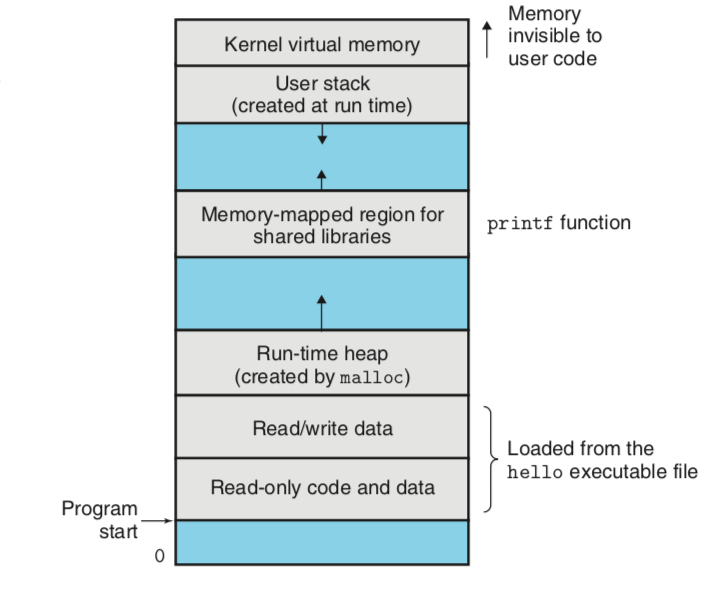 Kernel virtual memory
Memory
invisible to
user code
User stack
(created at run time)
Memory-mapped region for
shared libraries
printf function
Run-time heap
(created by malloc)
Read/write data
Loaded from the
hello executable file
Read-only code and data
Program
start
0